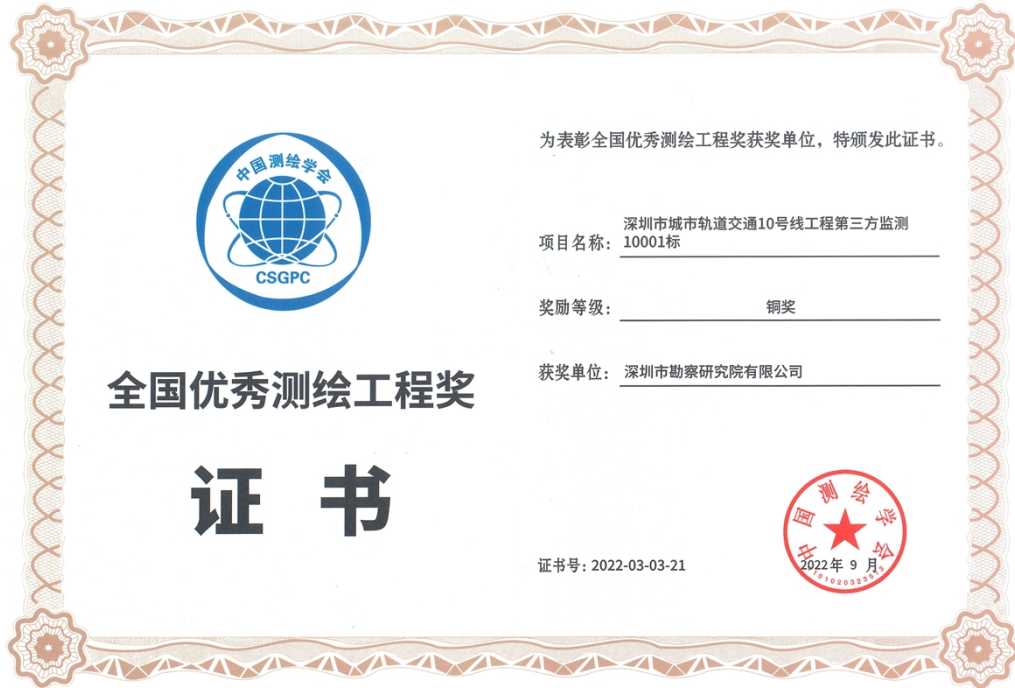 中国测绘学会
CSGPC
全国优秀测绘工程奖
证书
为表彰全国优秀测绘工程奖获奖单位，特颁发此证书。
项目名称：深圳市城市轨道交通10号线工程第三方监测
10001标
奖励等级：铜奖
获奖单位：深圳市勘察研究院有限公司
证书号：2022-03-03-21
中国测绘学会
2022年 9 月